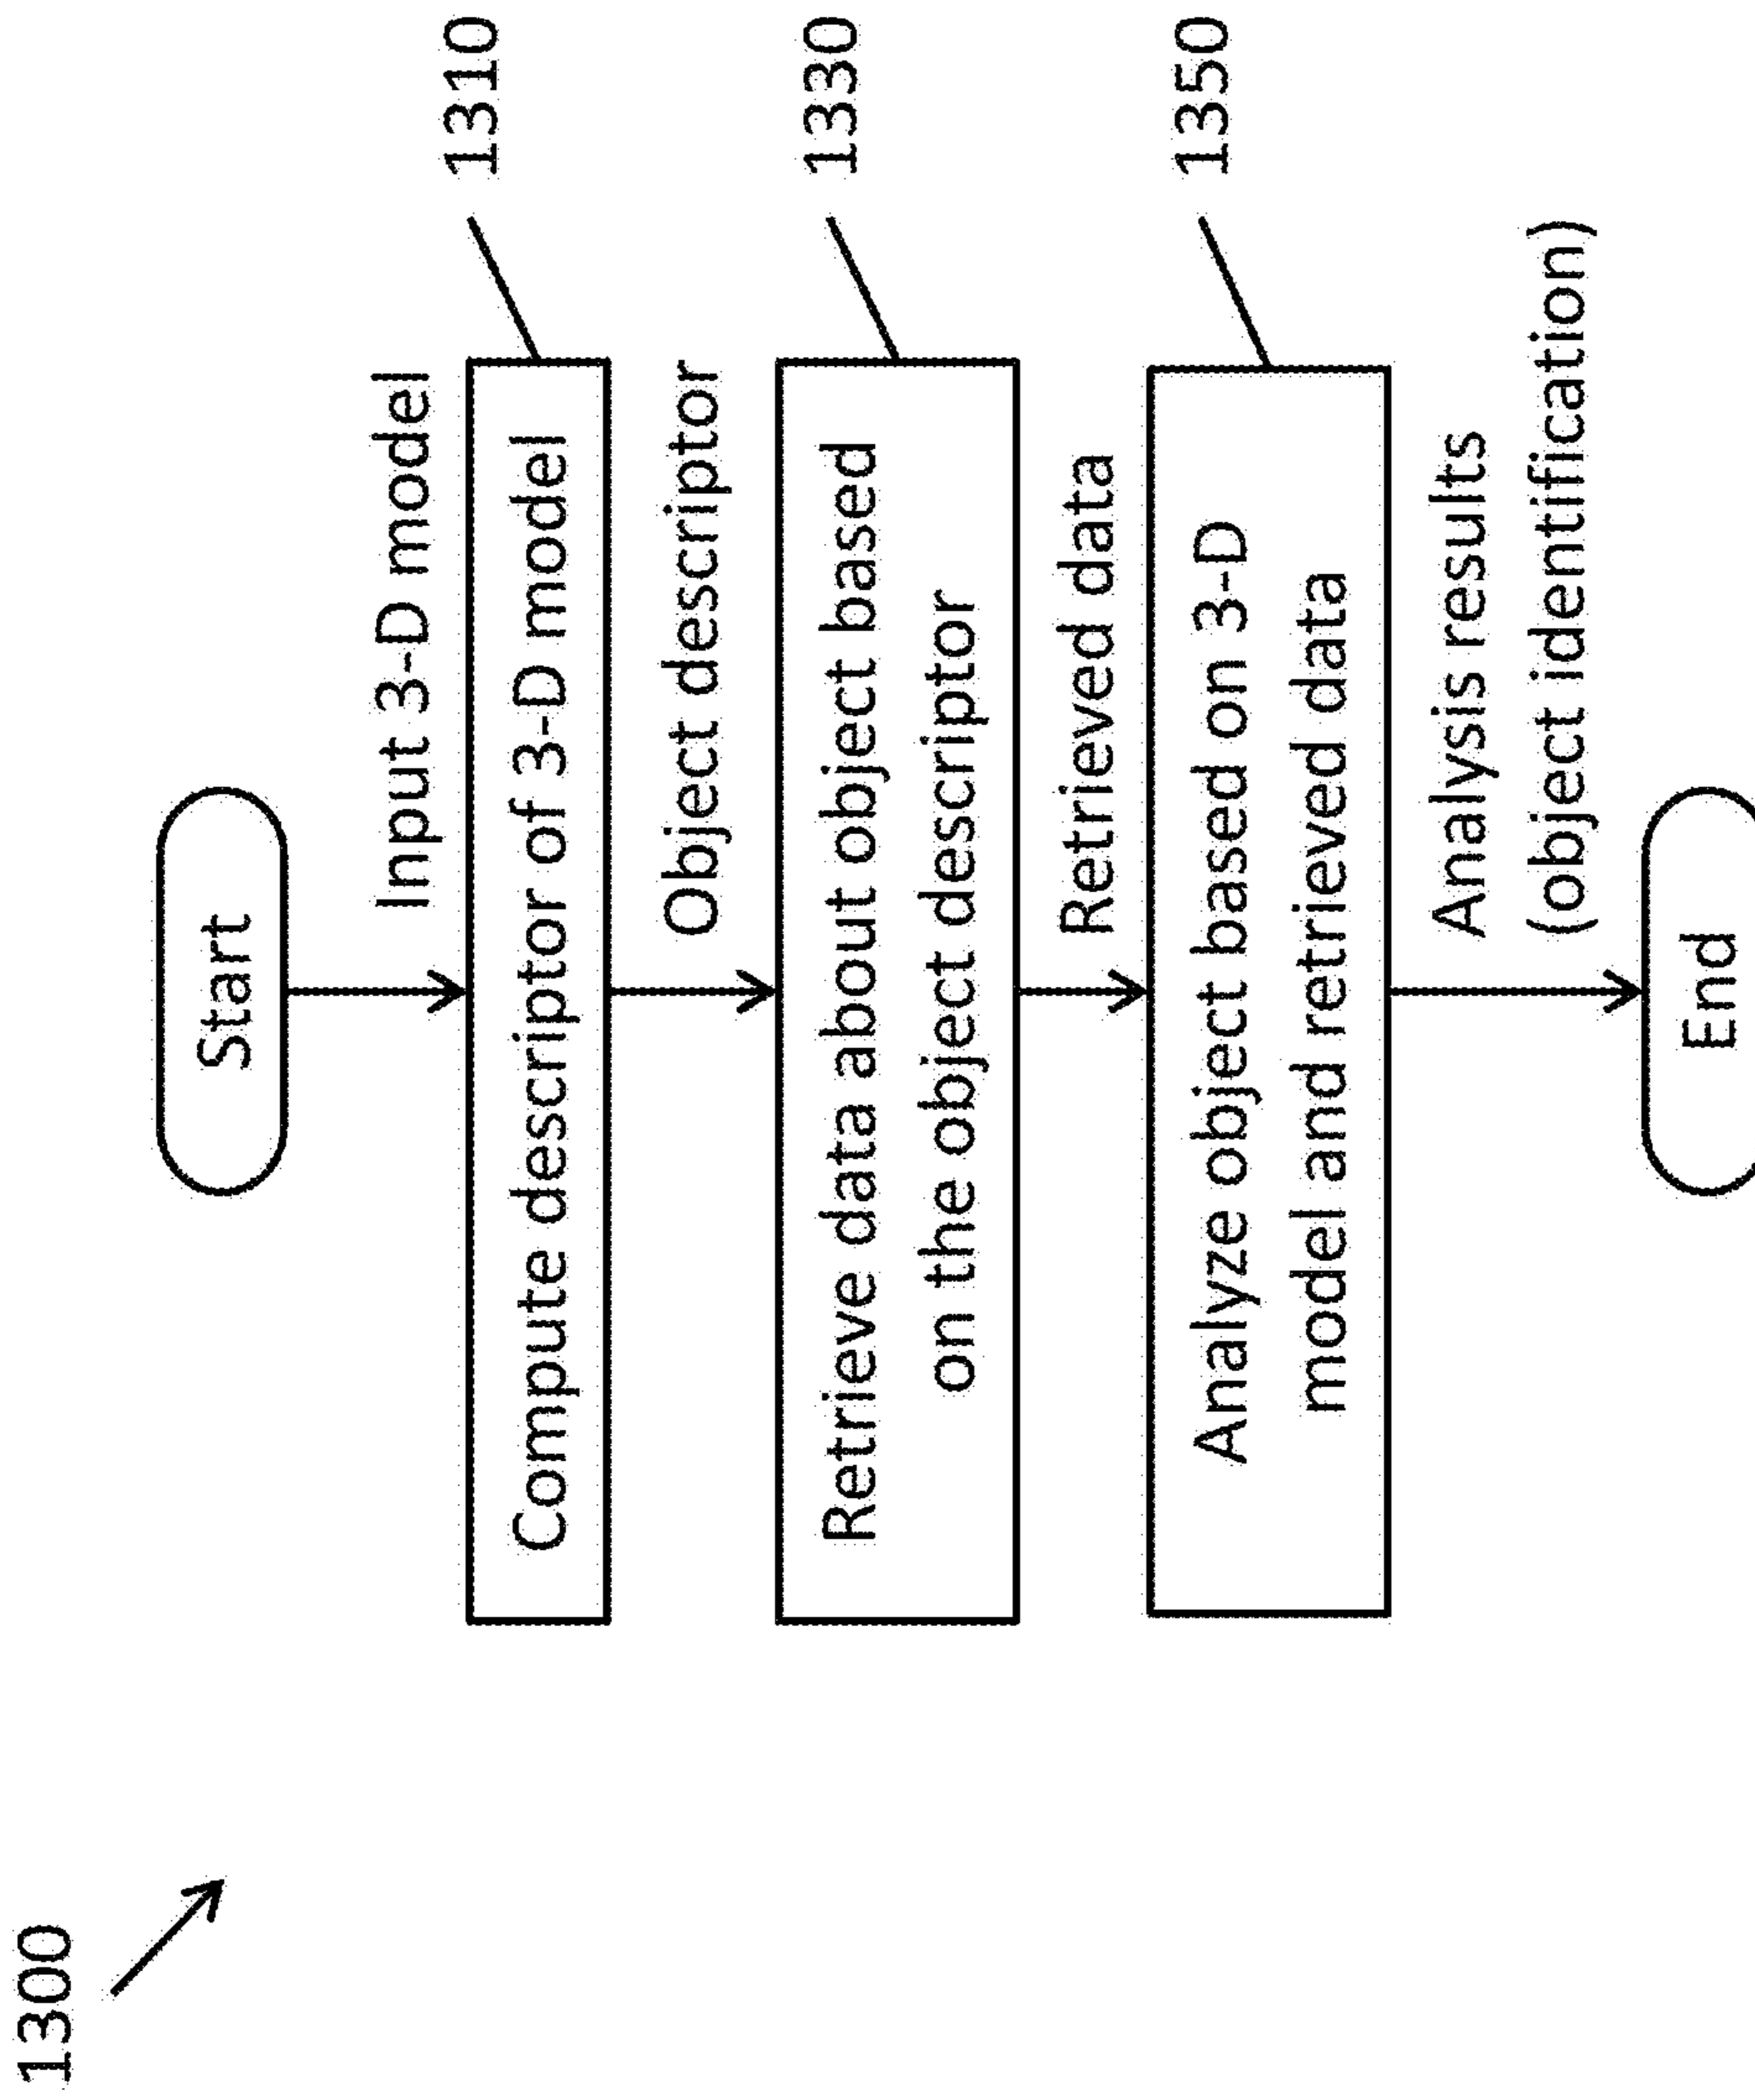 1300
Start
Input 3-D model
1310
Compute descriptor of 3-D model
Object descriptor
1330
Retrieve data about object based
on the object descriptor
Retrieved data
1350
Analyze object based on 3-D
model and retrieved data
Analysis results
(object identification)
End